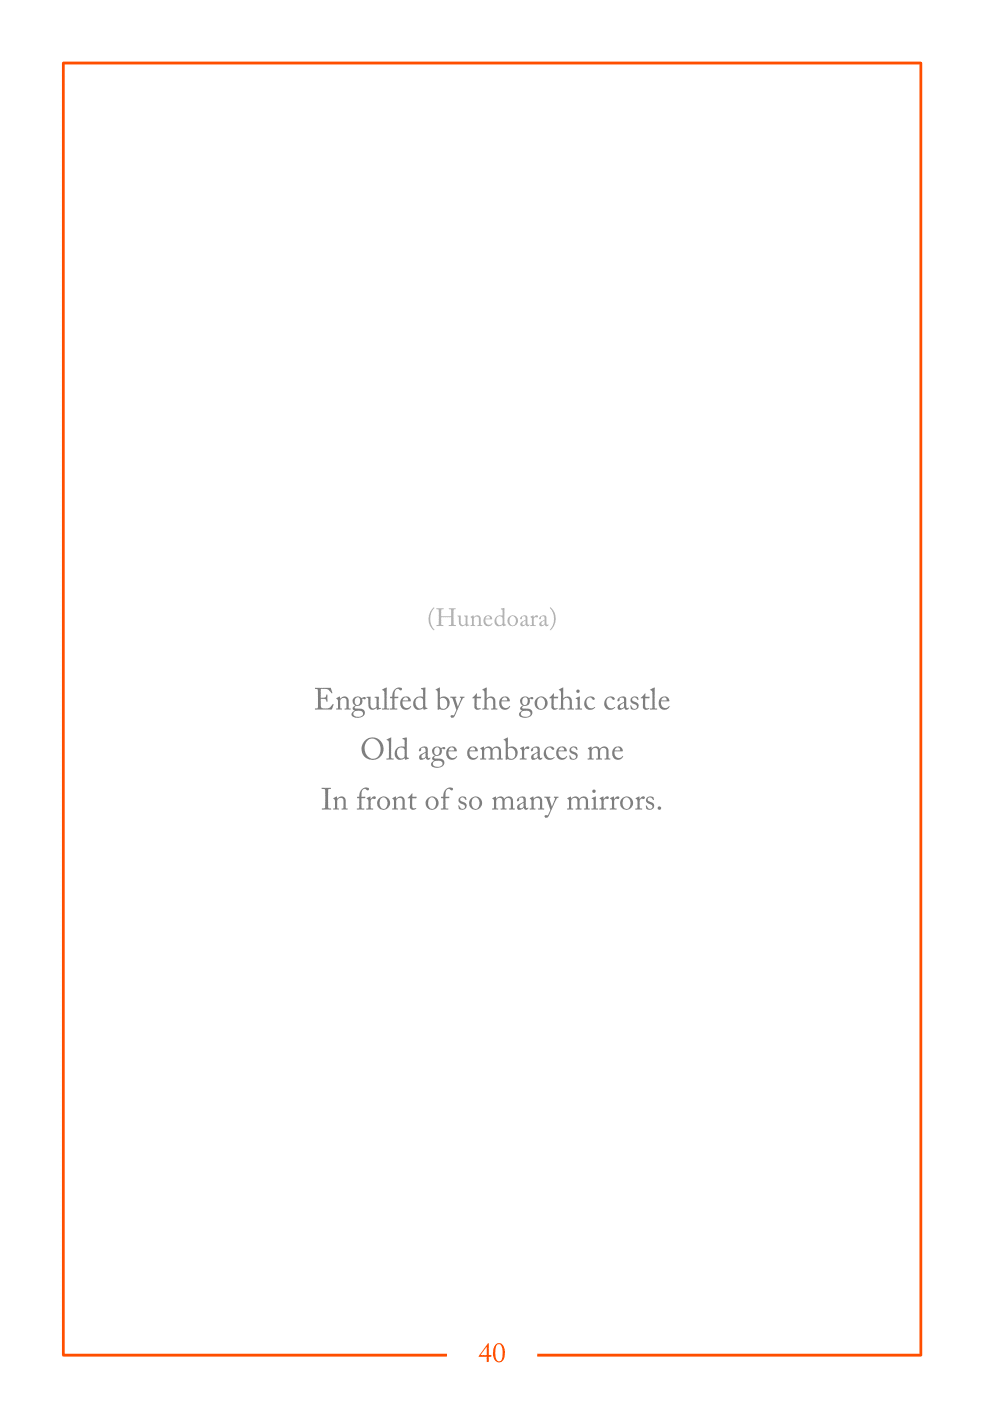 (Hunedoara)
Engulfed by the gothic castle
Old age embraces me
In front of so many mirrors.
40